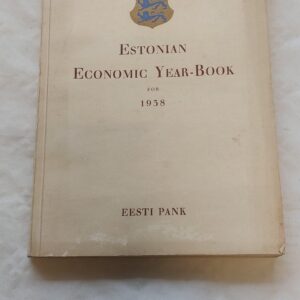 ESTONIAN
ECONOMIC YEAR-BOOK
FOR
1938
EESTI PANK